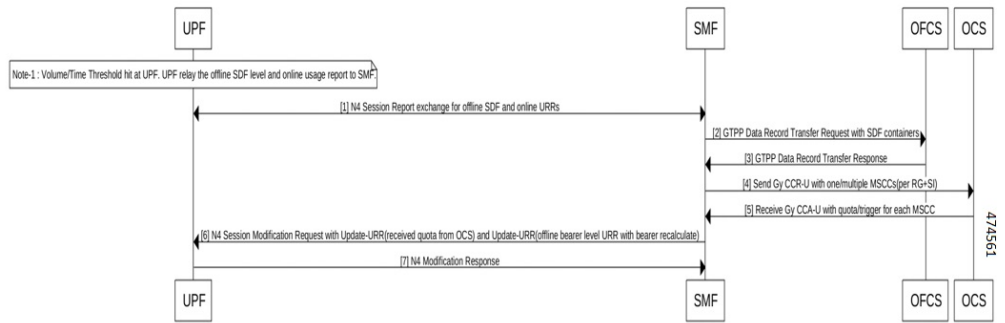 UPF SMF OFCS OCS
Note-1 : Volume/Time Threshold hit at UPF. UPF relay the offline SDF level and online usage report to SMF.
[1] N4 Session Report exchange for offline SDF and online URRs
[2] GTPP Data Record Transfer Request with SDF containers
[3] GTPP Data Record Transfer Response
[4] Send Gy CCR-U with one/multiple MSCCs(per RG+SI)
[5] Receive Gy CCA-U with quota/trigger for each MSCC
[6] N4 Session Modification Request with Update-URR(received quota from OCS) and Update-URR(offline bearer level URR with bearer recalculate)
[7] N4 Modification Response
UPF SMF OFCS OCS
474561